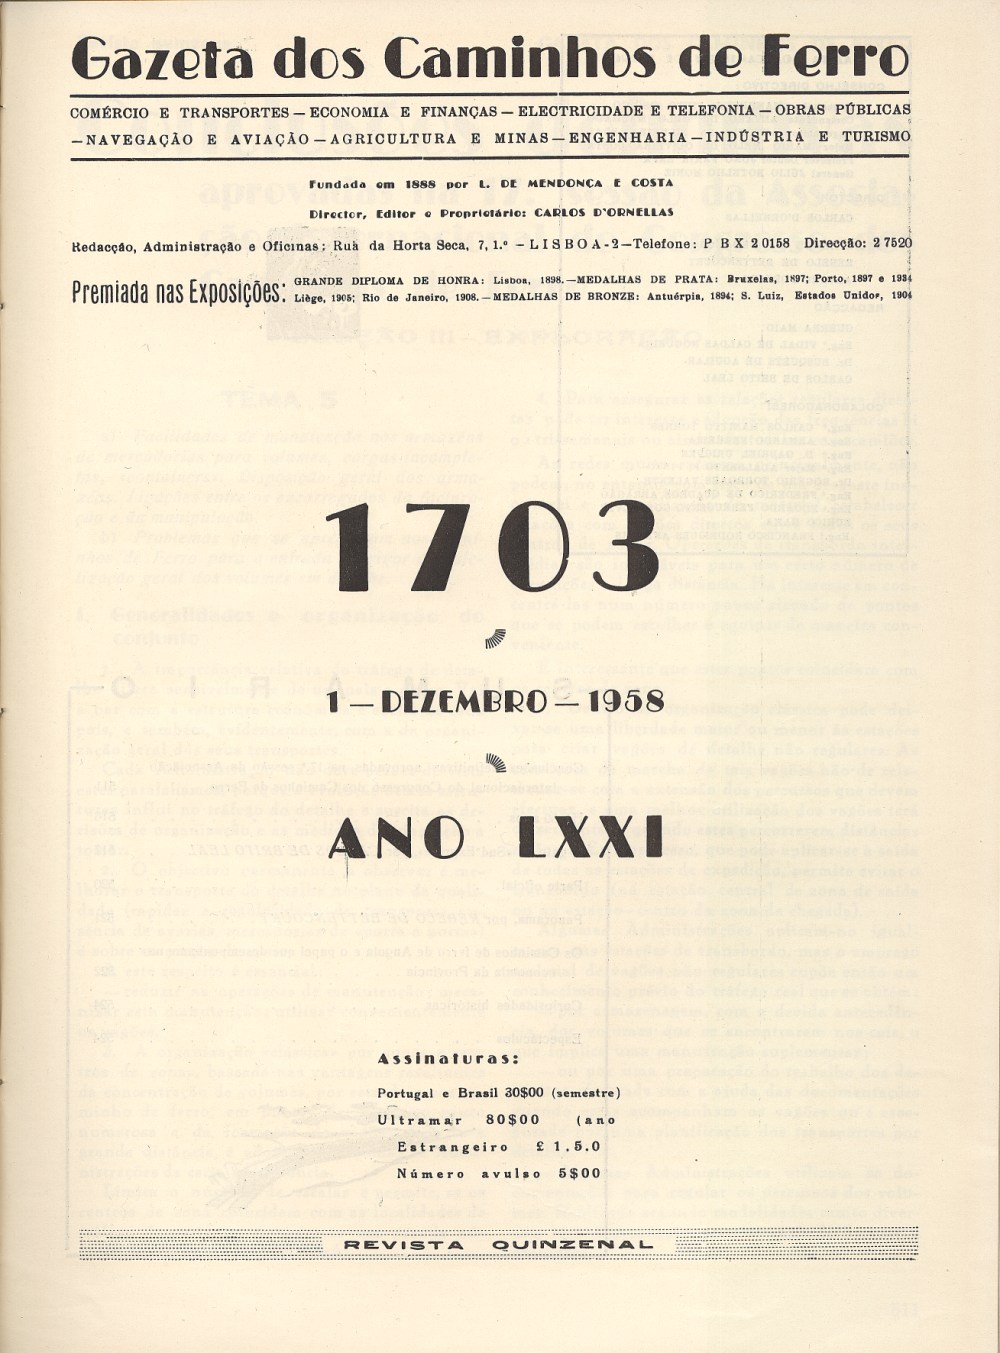 Gazeta dos Caminhos de Ferro
COMÉRCIO E TRANSPORTES — ECONOMIA E FINANÇAS — ELECTRICIDADE E TELEFONIA — OBRAS PÚBLICAS
— NAVEGAÇÃO E AVIAÇÃO — AGRICULTURA E MINAS — ENGENHARIA — INDÚSTRIA E TURISMO
Fundada em 1888 por L. DE MENDONÇA E COSTA
Director, Editor e Proprietário: CARLOS D'ORNELLAS
Redacção, Administração e Oficinas: Rua da Horta Seca, 7, 1.º — LISBOA-2 — Telefone: P B X 2 0158 Direcção: 2 7520
Premiada nas Exposições: GRANDE DIPLOMA DE HONRA: Lisboa, 1898. — MEDALHAS DE PRATA: Bruxelas, 1897; Porto, 1897 e 1934
Liège, 1905; Rio de Janeiro, 1908. — MEDALHAS DE BRONZE: Antuérpia, 1894; S. Luiz, Estados Unidos, 1904
1703
1 — DEZEMBRO — 1958
ANO LXXI
Assinaturas:
Portugal e Brasil 30$00 (semestre)
Ultramar 80$00 (ano
Estrangeiro £ 1.5.0
Número avulso 5$00
REVISTA QUINZENAL